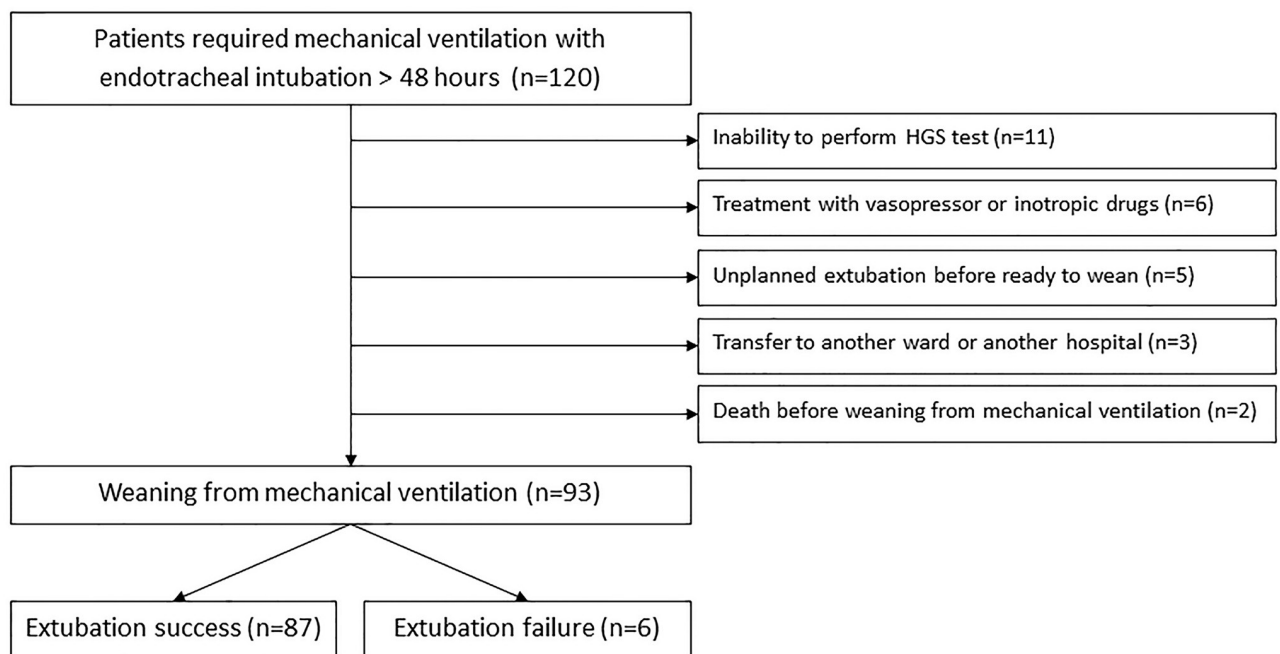 Patients required mechanical ventilation with
endotracheal intubation > 48 hours (n=120)
Inability to perform HGS test (n=11)
Treatment with vasopressor or inotropic drugs (n=6)
Unplanned extubation before ready to wean (n=5)
Transfer to another ward or another hospital (n=3)
Death before weaning from mechanical ventilation (n=2)
Weaning from mechanical ventilation (n=93)
Extubation success (n=87)
Extubation failure (n=6)